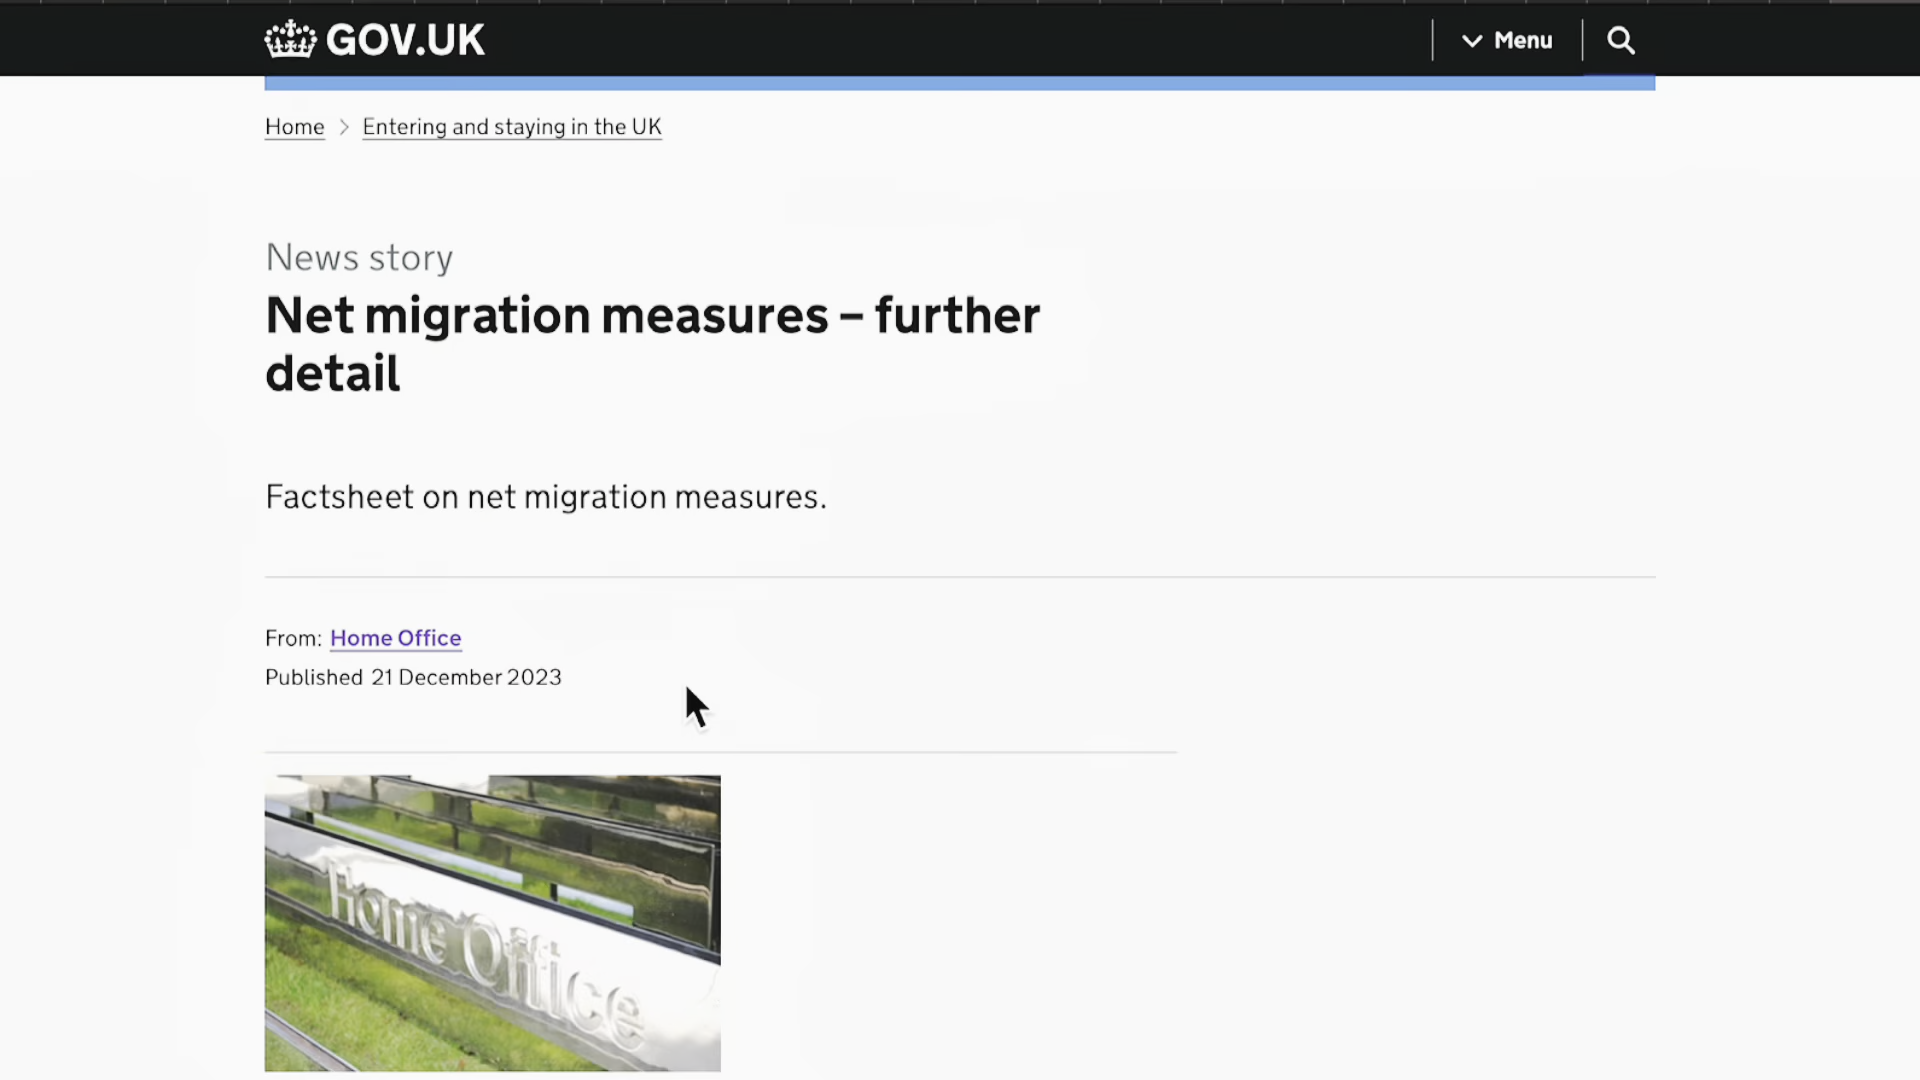 GOV.UK
Menu
Home
Entering and staying in the UK
News story
Net migration measures – further
detail
Factsheet on net migration measures.
From: Home Office
Published 21 December 2023
Home Office